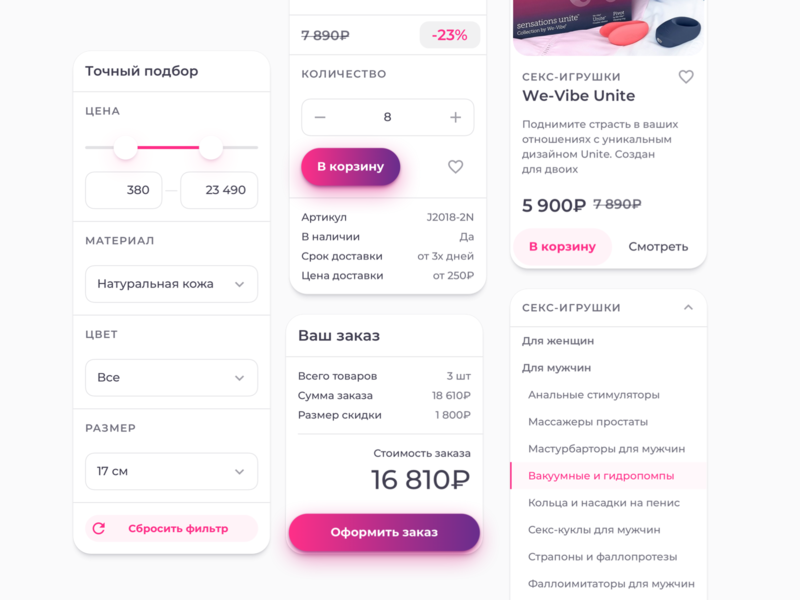 Точный подбор
ЦЕНА
380
23 490
МАТЕРИАЛ
Натуральная кожа
ЦВЕТ
Все
РАЗМЕР
17 см
Сбросить фильтр
7 890₽
-23%
КОЛИЧЕСТВО
8
В корзину
Артикул J2018-2N
В наличии Да
Срок доставки от 3х дней
Цена доставки от 250₽
Ваш заказ
Всего товаров 3 шт
Сумма заказа 18 610₽
Размер скидки 1 800₽
Стоимость заказа
16 810₽
Оформить заказ
sensations unite
Collection by We-Vibe
СЕКС-ИГРУШКИ
We-Vibe Unite
Поднимите страсть в ваших
отношениях с уникальным
дизайном Unite. Создан
для двоих
5 900₽ 7 890₽
В корзину
Смотреть
СЕКС-ИГРУШКИ
Для женщин
Для мужчин
Анальные стимуляторы
Массажеры простаты
Мастурбарторы для мужчин
Вакуумные и гидропомпы
Кольца и насадки на пенис
Секс-куклы для мужчин
Страпоны и фаллопротезы
Фаллоимитаторы для мужчин